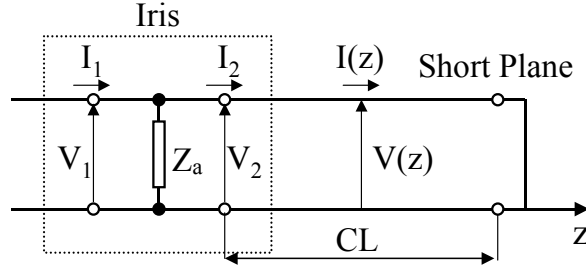 Iris
I₁
I₂
I(z)
Short Plane
V₁
Zₐ
V₂
V(z)
z
CL